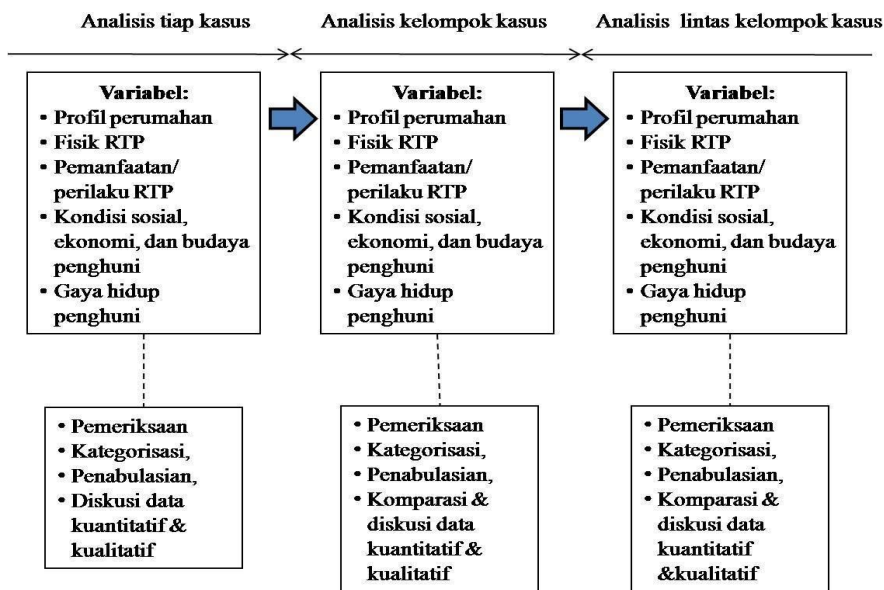 Analisis tiap kasus
Analisis kelompok kasus
Analisis lintas kelompok kasus
Variabel:
• Profil perumahan
• Fisik RTP
• Pemanfaatan/
perilaku RTP
• Kondisi sosial,
ekonomi, dan budaya
penghuni
• Gaya hidup
penghuni
Variabel:
• Profil perumahan
• Fisik RTP
• Pemanfaatan/
perilaku RTP
• Kondisi sosial,
ekonomi, dan budaya
penghuni
• Gaya hidup
penghuni
Variabel:
• Profil perumahan
• Fisik RTP
• Pemanfaatan/
perilaku RTP
• Kondisi sosial,
ekonomi, dan budaya
penghuni
• Gaya hidup
penghuni
• Pemeriksaan
• Kategorisasi,
• Penabulasian,
• Diskusi data
kuantitatif &
kualitatif
• Pemeriksaan
• Kategorisasi,
• Penabulasian,
• Komparasi &
diskusi data
kuantitatif &
kualitatif
• Pemeriksaan
• Kategorisasi,
• Penabulasian,
• Komparasi &
diskusi data
kuantitatif
&kualitatif